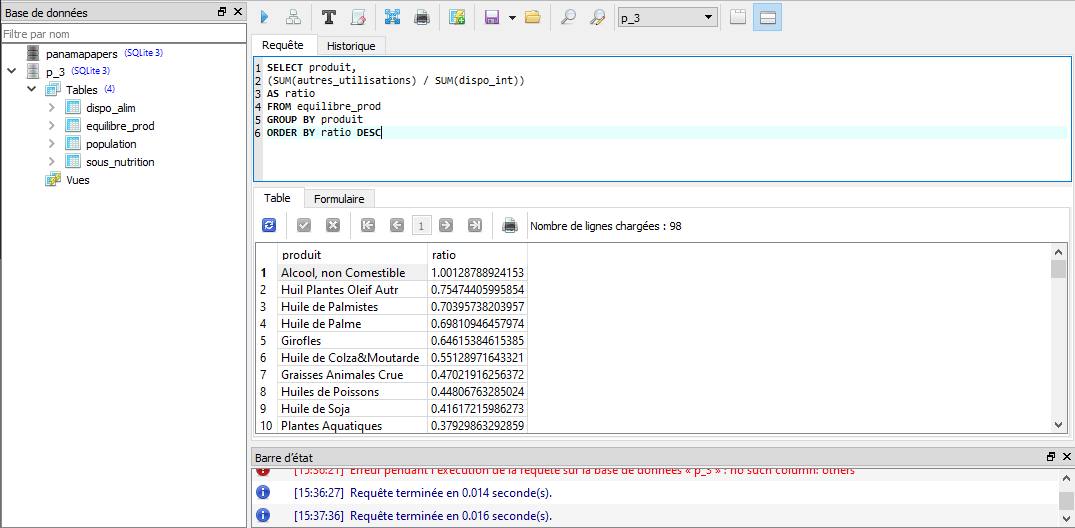 Base de données
Filtre par nom
panamapapers (SQLite 3)
p_3 (SQLite 3)
Tables (4)
dispo_alim
equilibre_prod
population
sous_nutrition
Vues
p_3
Requête Historique
1 SELECT produit,
2 (SUM(autres_utilisations) / SUM(dispo_int))
3 AS ratio
4 FROM equilibre_prod
5 GROUP BY produit
6 ORDER BY ratio DESC
Table Formulaire
1 Nombre de lignes chargées : 98
produit ratio
1 Alcool, non Comestible 1.00128788924153
2 Huil Plantes Oleif Autr 0.75474405995854
3 Huile de Palmistes 0.70395738203957
4 Huile de Palme 0.69810946457974
5 Girofles 0.64615384615385
6 Huile de Colza&Moutarde 0.55128971643321
7 Graisses Animales Crue 0.47021916256372
8 Huiles de Poissons 0.44806763285024
9 Huile de Soja 0.41617215986273
10 Plantes Aquatiques 0.37929863292859
Barre d'état
[15:36:21] Erreur pendant l'exécution de la requête sur la base de données « p_3 » : no such column: others
[15:36:27] Requête terminée en 0.014 seconde(s).
[15:37:36] Requête terminée en 0.016 seconde(s).